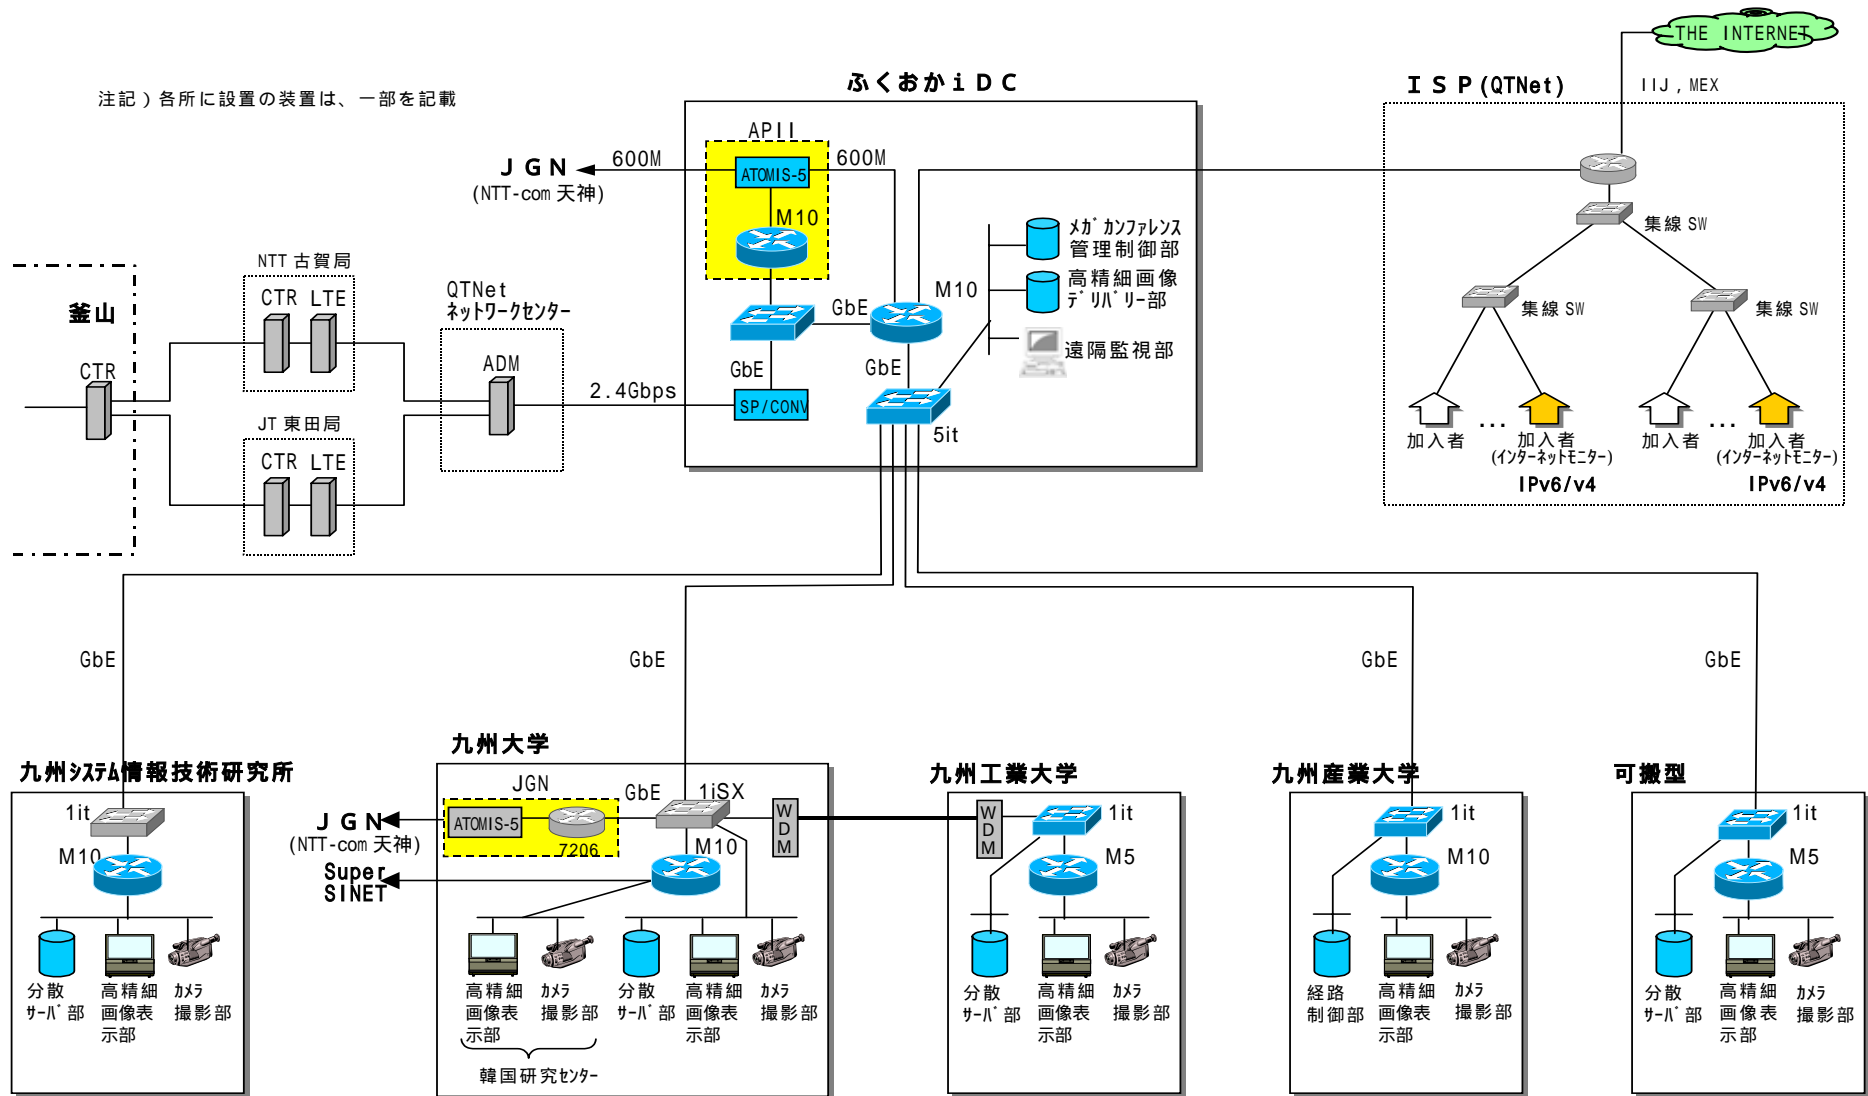 THE INTERNET
ふくおかｉＤＣ
ＩＳＰ(QTNet)
IIJ , MEX
注記 ) 各所に設置の装置は、一部を記載
APII
ＪＧＮ
(NTT-com 天神)
600M
600M
ATOMIS-5
M10
集線 SW
集線 SW
集線 SW
ﾒｶﾞｶﾝﾌｧﾚﾝｽ
管理制御部
高精細画像
ﾃﾞﾘﾊﾞﾘｰ部
遠隔監視部
M10
GbE
GbE
GbE
SP/CONV
5it
NTT 古賀局
CTR
LTE
QTNet
ﾈｯﾄﾜｰｸｾﾝﾀｰ
釜山
CTR
ADM
2.4Gbps
JT 東田局
CTR
LTE
加入者
...
加入者
(ｲﾝﾀｰﾈｯﾄﾓﾆﾀｰ)
IPv6/v4
加入者
...
加入者
(ｲﾝﾀｰﾈｯﾄﾓﾆﾀｰ)
IPv6/v4
GbE
GbE
GbE
GbE
九州ｼｽﾃﾑ情報技術研究所
1it
M10
分散
ｻｰﾊﾞ部
高精細
画像表
示部
ｶﾒﾗ
撮影部
九州大学
JGN
GbE
1iSX
ＪＧＮ
(NTT-com 天神)
ATOMIS-5
7206
M10
WDM
Super
SINET
高精細
画像表
示部
ｶﾒﾗ
撮影部
韓国研究ｾﾝﾀｰ
分散
ｻｰﾊﾞ部
高精細
画像表
示部
ｶﾒﾗ
撮影部
九州工業大学
WDM
1it
M5
分散
ｻｰﾊﾞ部
高精細
画像表
示部
ｶﾒﾗ
撮影部
九州産業大学
1it
M10
経路
制御部
高精細
画像表
示部
ｶﾒﾗ
撮影部
可搬型
1it
M5
分散
ｻｰﾊﾞ部
高精細
画像表
示部
ｶﾒﾗ
撮影部